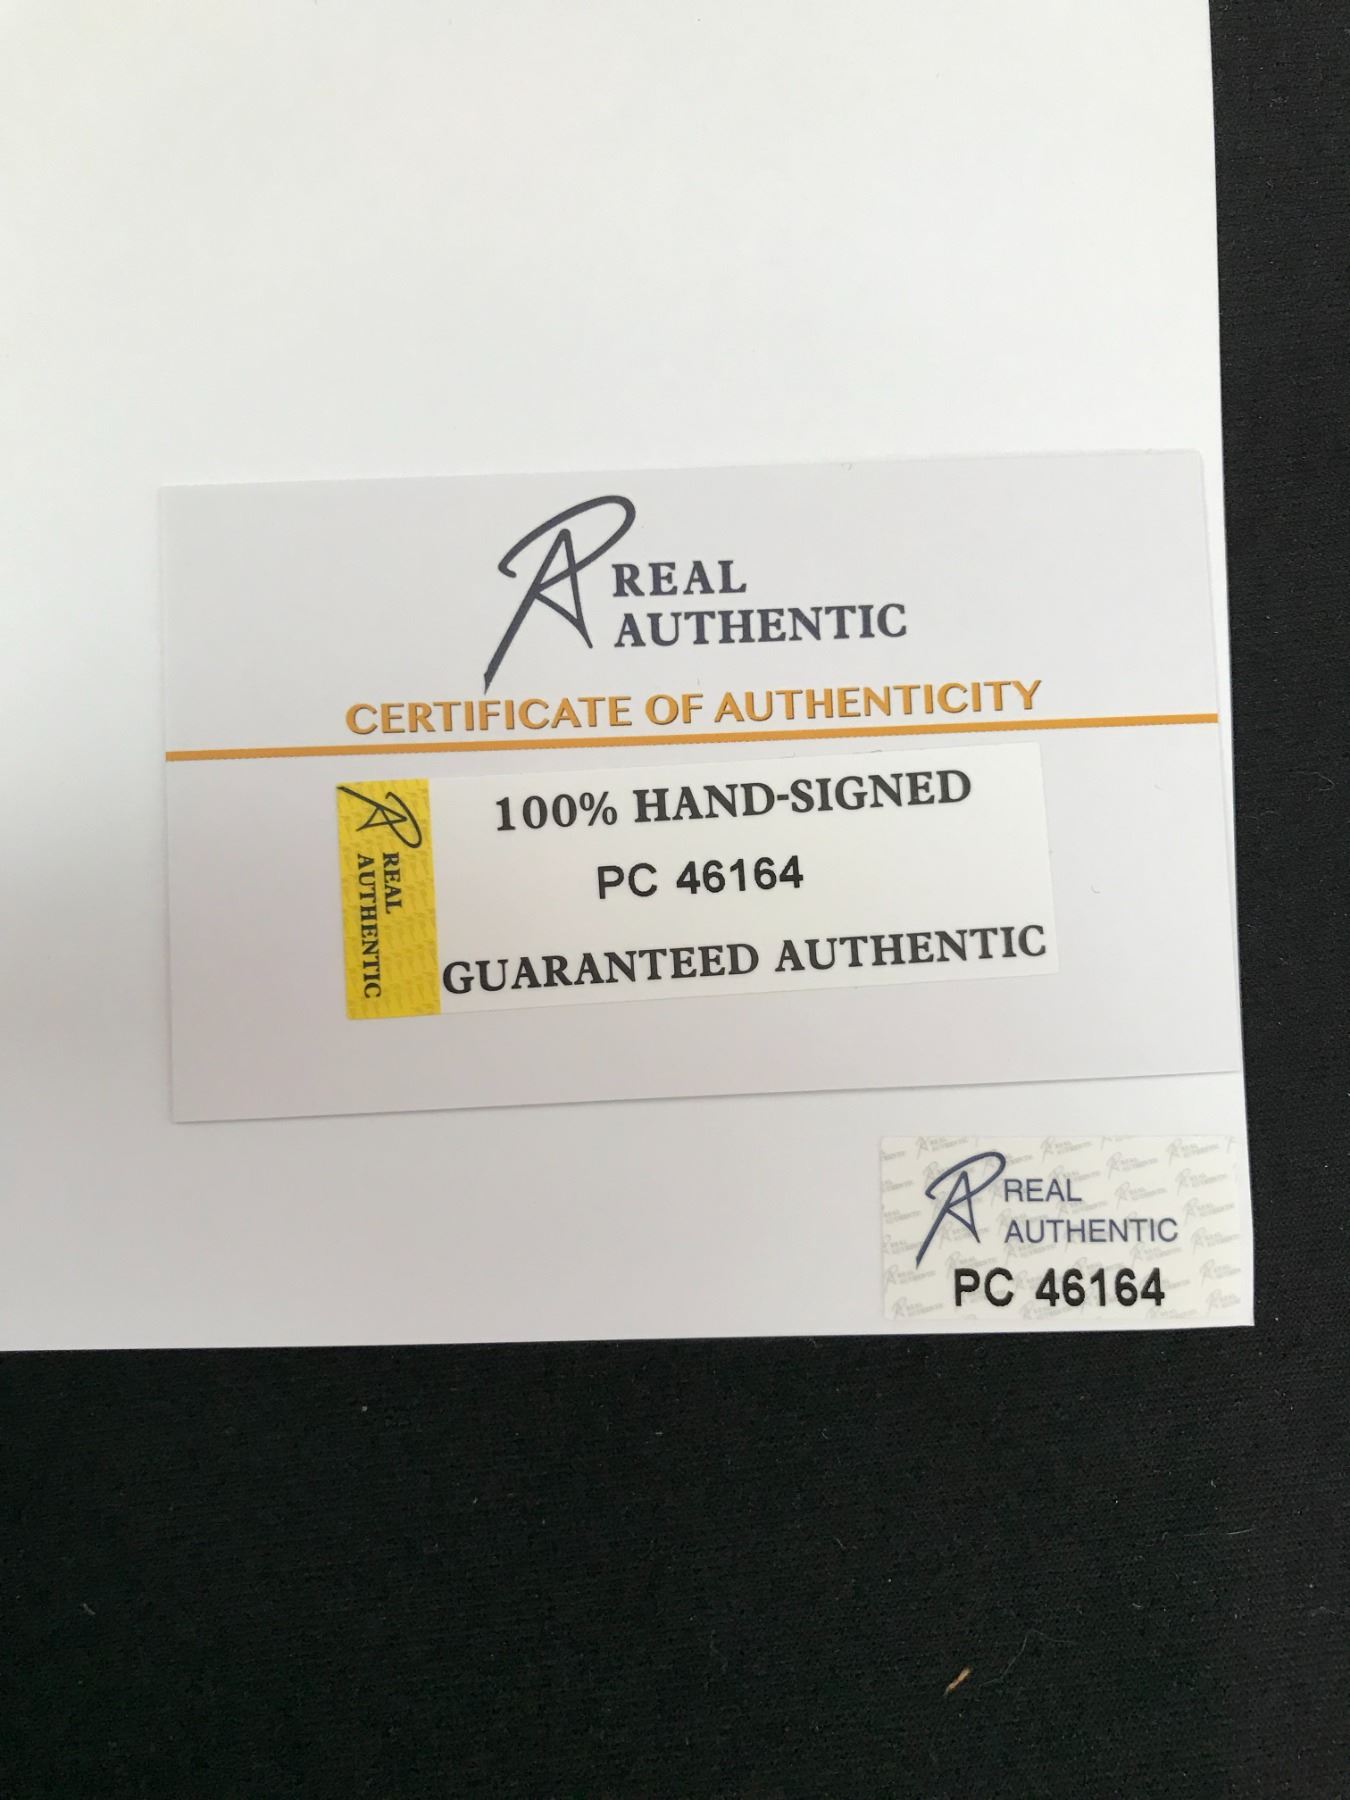 REAL
AUTHENTIC
CERTIFICATE OF AUTHENTICITY
REAL
AUTHENTIC
100% HAND-SIGNED
PC 46164
GUARANTEED AUTHENTIC
REAL
AUTHENTIC
PC 46164